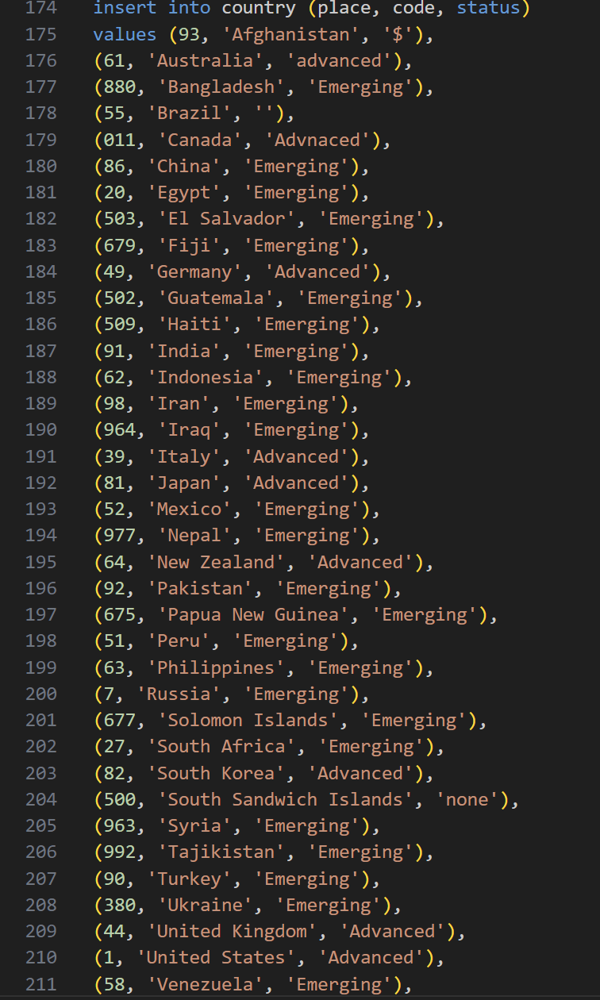 174 insert into country (place, code, status)
175 values (93, 'Afghanistan', '$'),
176 (61, 'Australia', 'advanced'),
177 (880, 'Bangladesh', 'Emerging'),
178 (55, 'Brazil', ''),
179 (011, 'Canada', 'Advnaced'),
180 (86, 'China', 'Emerging'),
181 (20, 'Egypt', 'Emerging'),
182 (503, 'El Salvador', 'Emerging'),
183 (679, 'Fiji', 'Emerging'),
184 (49, 'Germany', 'Advanced'),
185 (502, 'Guatemala', 'Emerging'),
186 (509, 'Haiti', 'Emerging'),
187 (91, 'India', 'Emerging'),
188 (62, 'Indonesia', 'Emerging'),
189 (98, 'Iran', 'Emerging'),
190 (964, 'Iraq', 'Emerging'),
191 (39, 'Italy', 'Advanced'),
192 (81, 'Japan', 'Advanced'),
193 (52, 'Mexico', 'Emerging'),
194 (977, 'Nepal', 'Emerging'),
195 (64, 'New Zealand', 'Advanced'),
196 (92, 'Pakistan', 'Emerging'),
197 (675, 'Papua New Guinea', 'Emerging'),
198 (51, 'Peru', 'Emerging'),
199 (63, 'Philippines', 'Emerging'),
200 (7, 'Russia', 'Emerging'),
201 (677, 'Solomon Islands', 'Emerging'),
202 (27, 'South Africa', 'Emerging'),
203 (82, 'South Korea', 'Advanced'),
204 (500, 'South Sandwich Islands', 'none'),
205 (963, 'Syria', 'Emerging'),
206 (992, 'Tajikistan', 'Emerging'),
207 (90, 'Turkey', 'Emerging'),
208 (380, 'Ukraine', 'Emerging'),
209 (44, 'United Kingdom', 'Advanced'),
210 (1, 'United States', 'Advanced'),
211 (58, 'Venezuela', 'Emerging'),